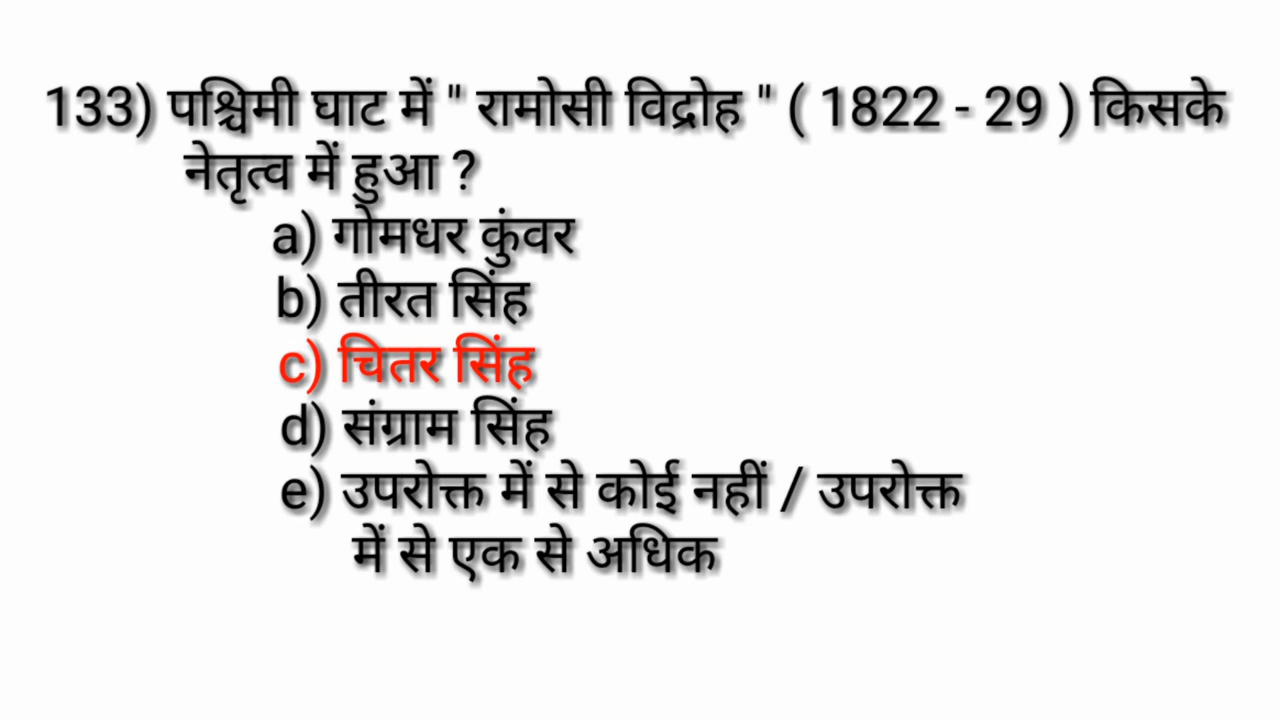 133) पश्चिमी घाट में " रामोसी विद्रोह " ( 1822 - 29 ) किसके
नेतृत्व में हुआ ?
a) गोमधर कुंवर
b) तीरत सिंह
c) चितर सिंह
d) संग्राम सिंह
e) उपरोक्त में से कोई नहीं / उपरोक्त
में से एक से अधिक